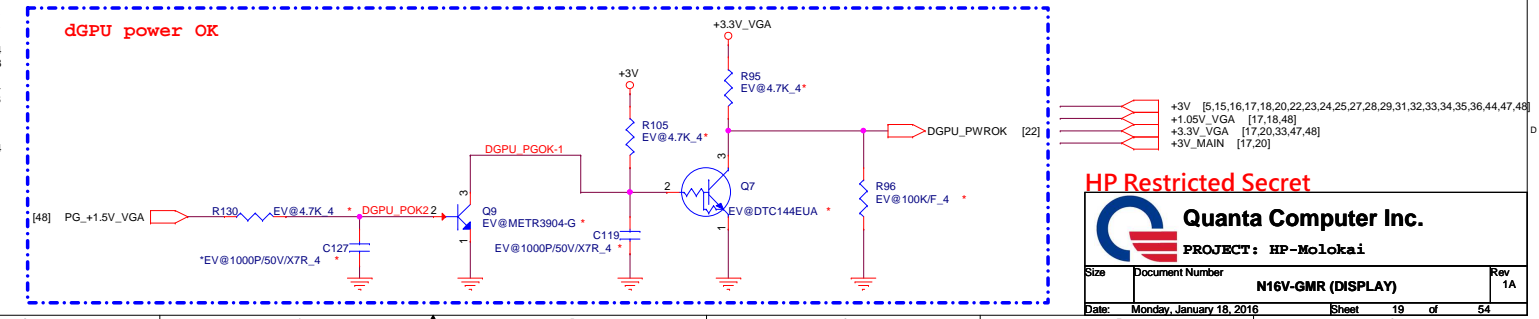 dGPU power OK
+3.3V_VGA
R95
EV@4.7K_4*
+3V
R105
EV@4.7K_4*
+3V [5,15,16,17,18,20,22,23,24,25,27,28,29,31,32,33,34,35,36,44,47,48]
+1.05V_VGA [17,18,48]
+3.3V_VGA [17,20,33,47,48]
+3V_MAIN [17,20]
D
DGPU_PWROK [22]
DGPU_PGOK-1
3
3
2
Q7
EV@DTC144EUA *
1
R96
EV@100K/F_4 *
[48] PG_+1.5V_VGA
R130 EV@4.7K_4 *
DGPU_POK2
2
Q9
EV@METR3904-G *
1
C127
*EV@1000P/50V/X7R_4 *
C119
EV@1000P/50V/X7R_4 *
HP Restricted Secret
Quanta Computer Inc.
PROJECT: HP-Molokai
Size Document Number Rev
N16V-GMR (DISPLAY) 1A
Date: Monday, January 18, 2016 Sheet 19 of 54